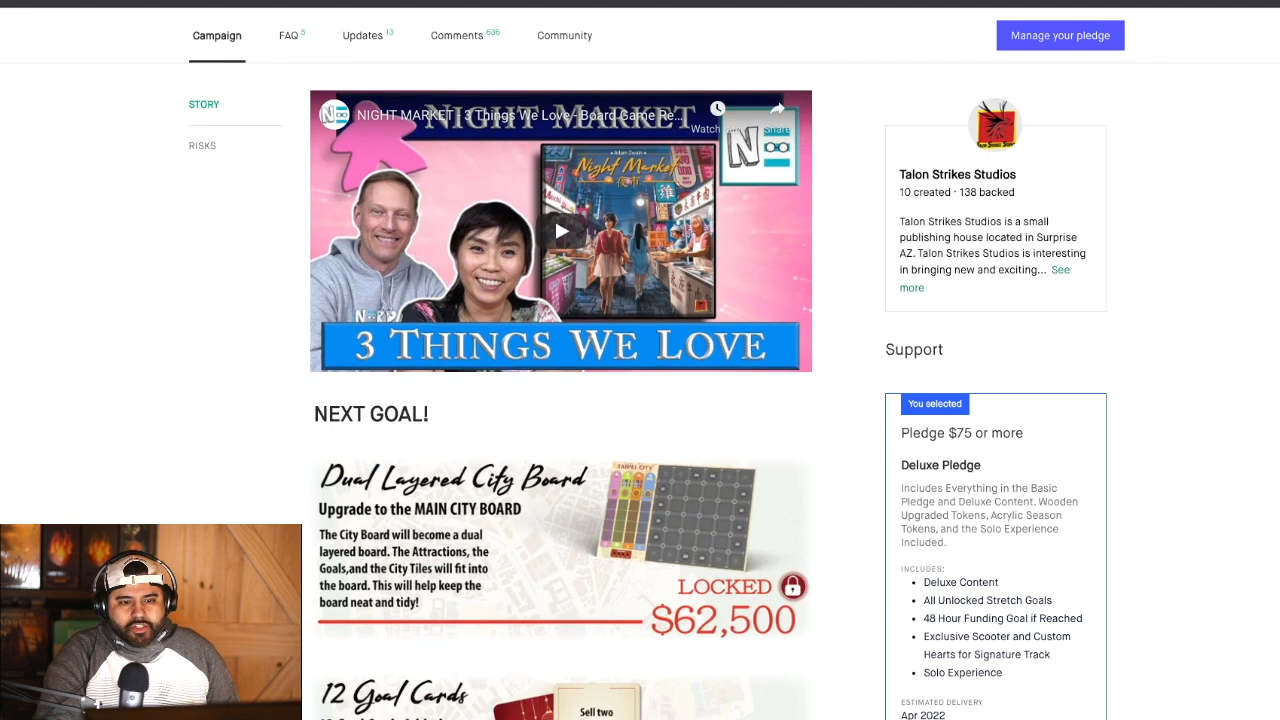 Campaign
FAQ 5
Updates 13
Comments 636
Community
Manage your pledge
STORY
RISKS
NIGHT MARKET - 3 Things We Love - Board Game Re...
NIGHT MARKET
Share
Night Market
夜市
3 THINGS WE LOVE
NEXT GOAL!
Dual Layered City Board
Upgrade to the MAIN CITY BOARD
The City Board will become a dual
layered board. The Attractions, the
Goals,and the City Tiles will fit into
the board. This will help keep the
board neat and tidy!
TAIPEI CITY
LOCKED
$62,500
12 Goal Cards
Sell two
Talon Strikes Studios
10 created · 138 backed
Talon Strikes Studios is a small
publishing house located in Surprise
AZ. Talon Strikes Studios is interesting
in bringing new and exciting... See
more
Support
You selected
Pledge $75 or more
Deluxe Pledge
Includes Everything in the Basic
Pledge and Deluxe Content, Wooden
Upgraded Tokens, Acrylic Season
Tokens, and the Solo Experience
Included.
INCLUDES:
Deluxe Content
All Unlocked Stretch Goals
48 Hour Funding Goal if Reached
Exclusive Scooter and Custom
Hearts for Signature Track
Solo Experience
ESTIMATED DELIVERY
Apr 2022